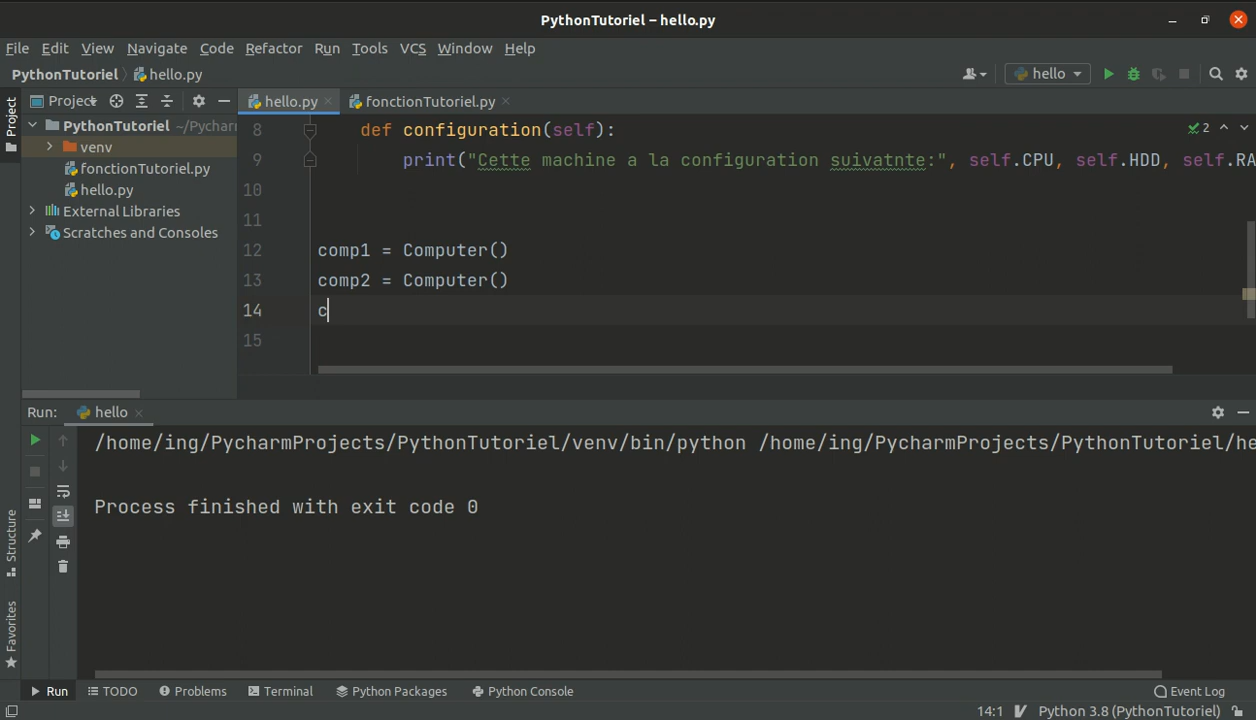 PythonTutoriel – hello.py
File Edit View Navigate Code Refactor Run Tools VCS Window Help
PythonTutoriel hello.py
hello
Project
Project
hello.py
fonctionTutoriel.py
PythonTutoriel ~/Pycharm
venv
fonctionTutoriel.py
hello.py
External Libraries
Scratches and Consoles
8 def configuration(self):
2
9 print("Cette machine a la configuration suivatnte:", self.CPU, self.HDD, self.RA
10
11
12 comp1 = Computer()
13 comp2 = Computer()
14 c
15
Run: hello
/home/ing/PycharmProjects/PythonTutoriel/venv/bin/python /home/ing/PycharmProjects/PythonTutoriel/he
Process finished with exit code 0
Structure
Favorites
Run TODO Problems Terminal Python Packages Python Console Event Log
14:1 Python 3.8 (PythonTutoriel)